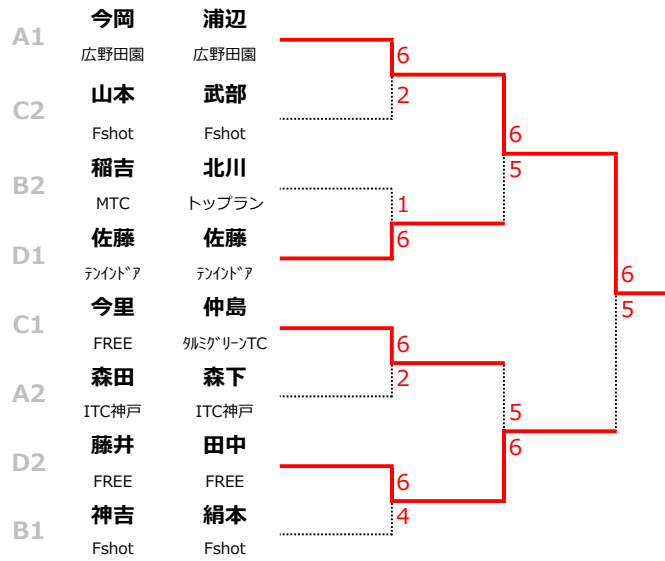 A1 今岡 浦辺
広野田園 広野田園
6
C2 山本 武部
2
Fshot Fshot
6
B2 稲吉 北川
5
MTC トップラン
1
D1 佐藤 佐藤
6
ﾃﾝインドア ﾃﾝインドア
6
C1 今里 仲島
5
FREE ﾀﾙﾐｸﾞﾘｰﾝTC
6
A2 森田 森下
2
ITC神戸 ITC神戸
5
D2 藤井 田中
6
FREE FREE
6
B1 神吉 絹本
4
Fshot Fshot